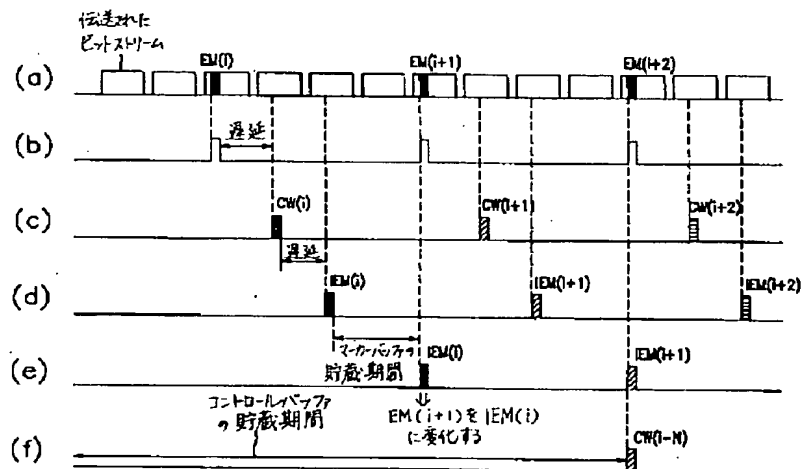 伝送された
ビットストリーム
EM(i) EM(i+1) EM(i+2)
(a)
遅延
(b)
CW(i) CW(i+1) CW(i+2)
(c)
遅延
IEM(i) IEM(i+1) IEM(i+2)
(d)
マーカーバッファの
貯蔵期間
IEM(i) IEM(i+1)
(e)
コントロールバッファ
の貯蔵期間
EM(i+1)をIEM(i)
に変化する
CW(i-N)
(f)